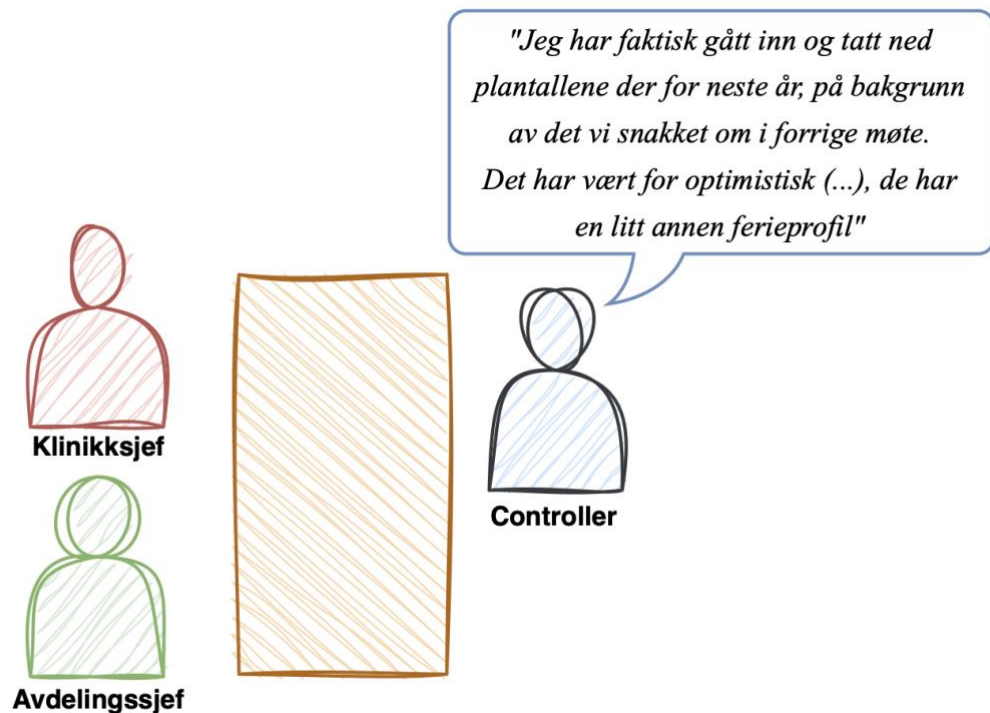 "Jeg har faktisk gått inn og tatt ned
plantallene der for neste år, på bakgrunn
av det vi snakket om i forrige møte.
Det har vært for optimistisk (...), de har
en litt annen ferieprofil"
Klinikksjef
Controller
Avdelingssjef